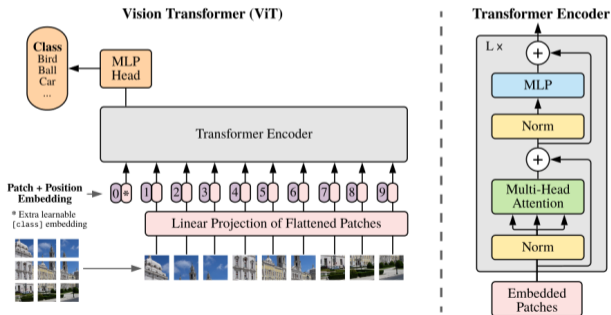 Vision Transformer (ViT)
Class
Bird
Ball
Car
...
MLP
Head
Transformer Encoder
Patch + Position
Embedding
* Extra learnable
[class] embedding
0 * 1 2 3 4 5 6 7 8 9
Linear Projection of Flattened Patches
Transformer Encoder
L x
+
MLP
Norm
+
Multi-Head
Attention
Norm
Embedded
Patches